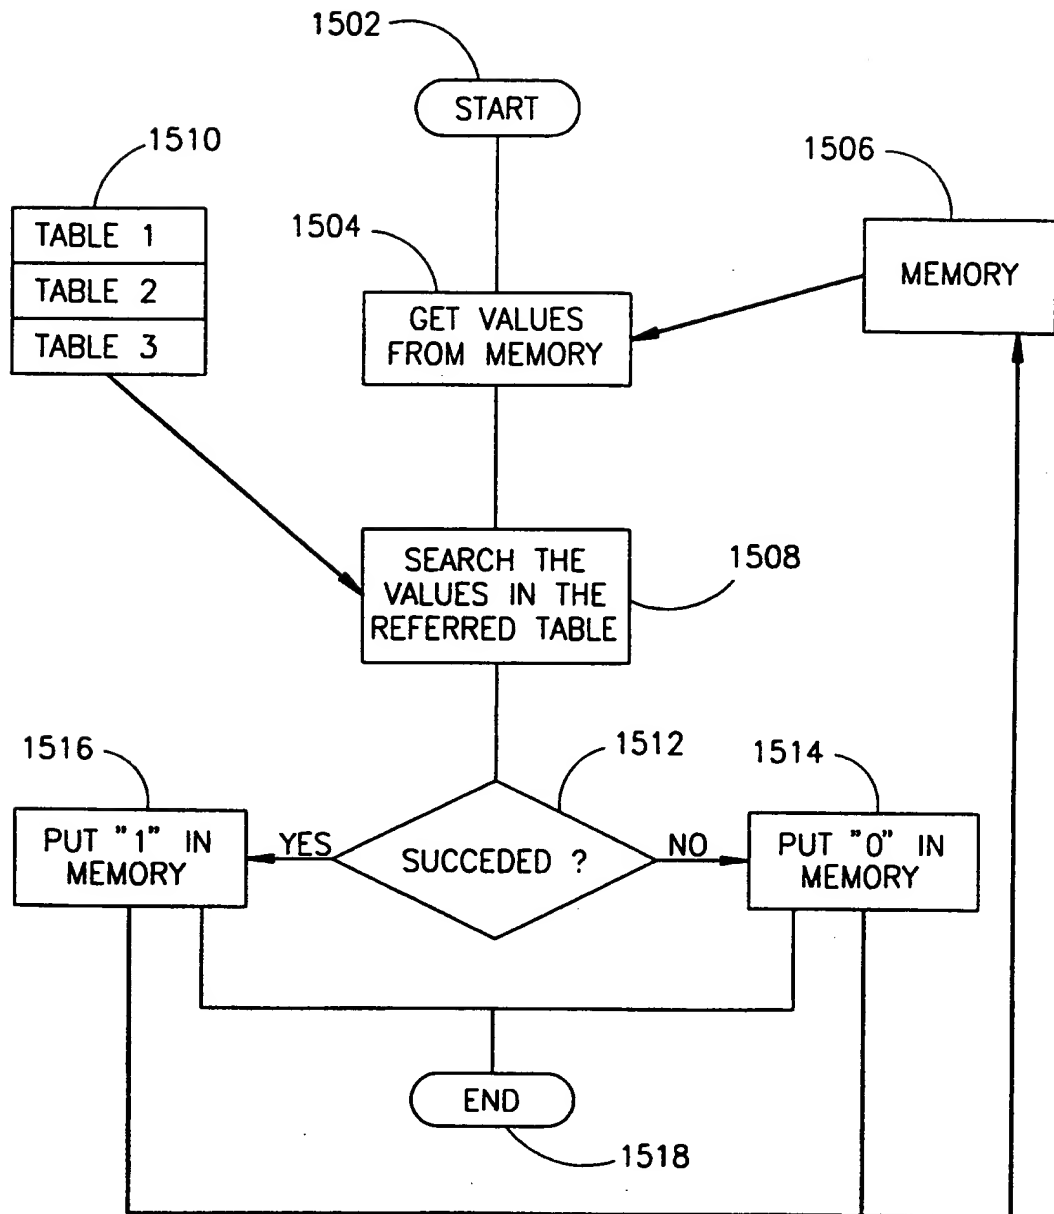 1502
START
1510
1506
TABLE 1
TABLE 2
TABLE 3
1504
GET VALUES
FROM MEMORY
MEMORY
SEARCH THE
VALUES IN THE
REFERRED TABLE
1508
1516
1512
1514
PUT "1" IN
MEMORY
YES
SUCCEDED ?
NO
PUT "0" IN
MEMORY
END
1518